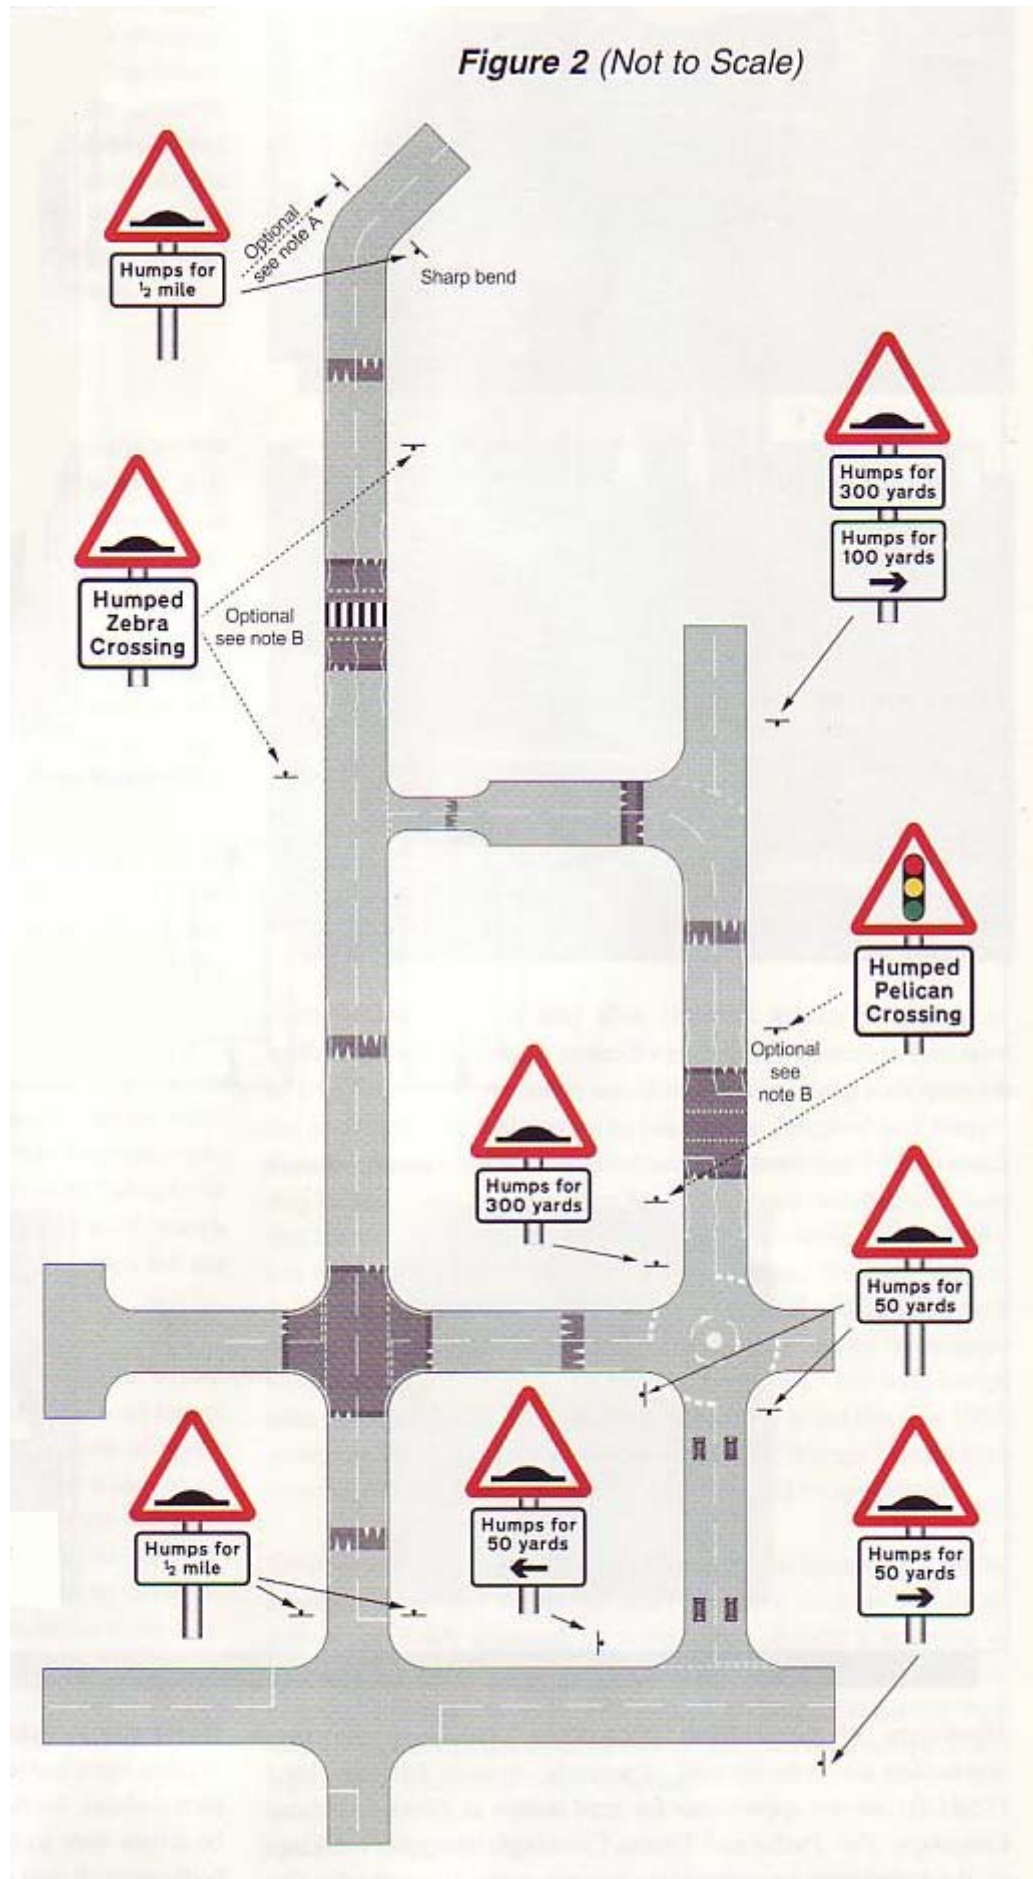 Figure 2 (Not to Scale)
Humps for
½ mile
Optional
see note A
Sharp bend
Humps for
300 yards
Humps for
100 yards
Humped
Zebra
Crossing
Optional
see note B
Humped
Pelican
Crossing
Optional
see
note B
Humps for
300 yards
Humps for
50 yards
Humps for
½ mile
Humps for
50 yards
Humps for
50 yards